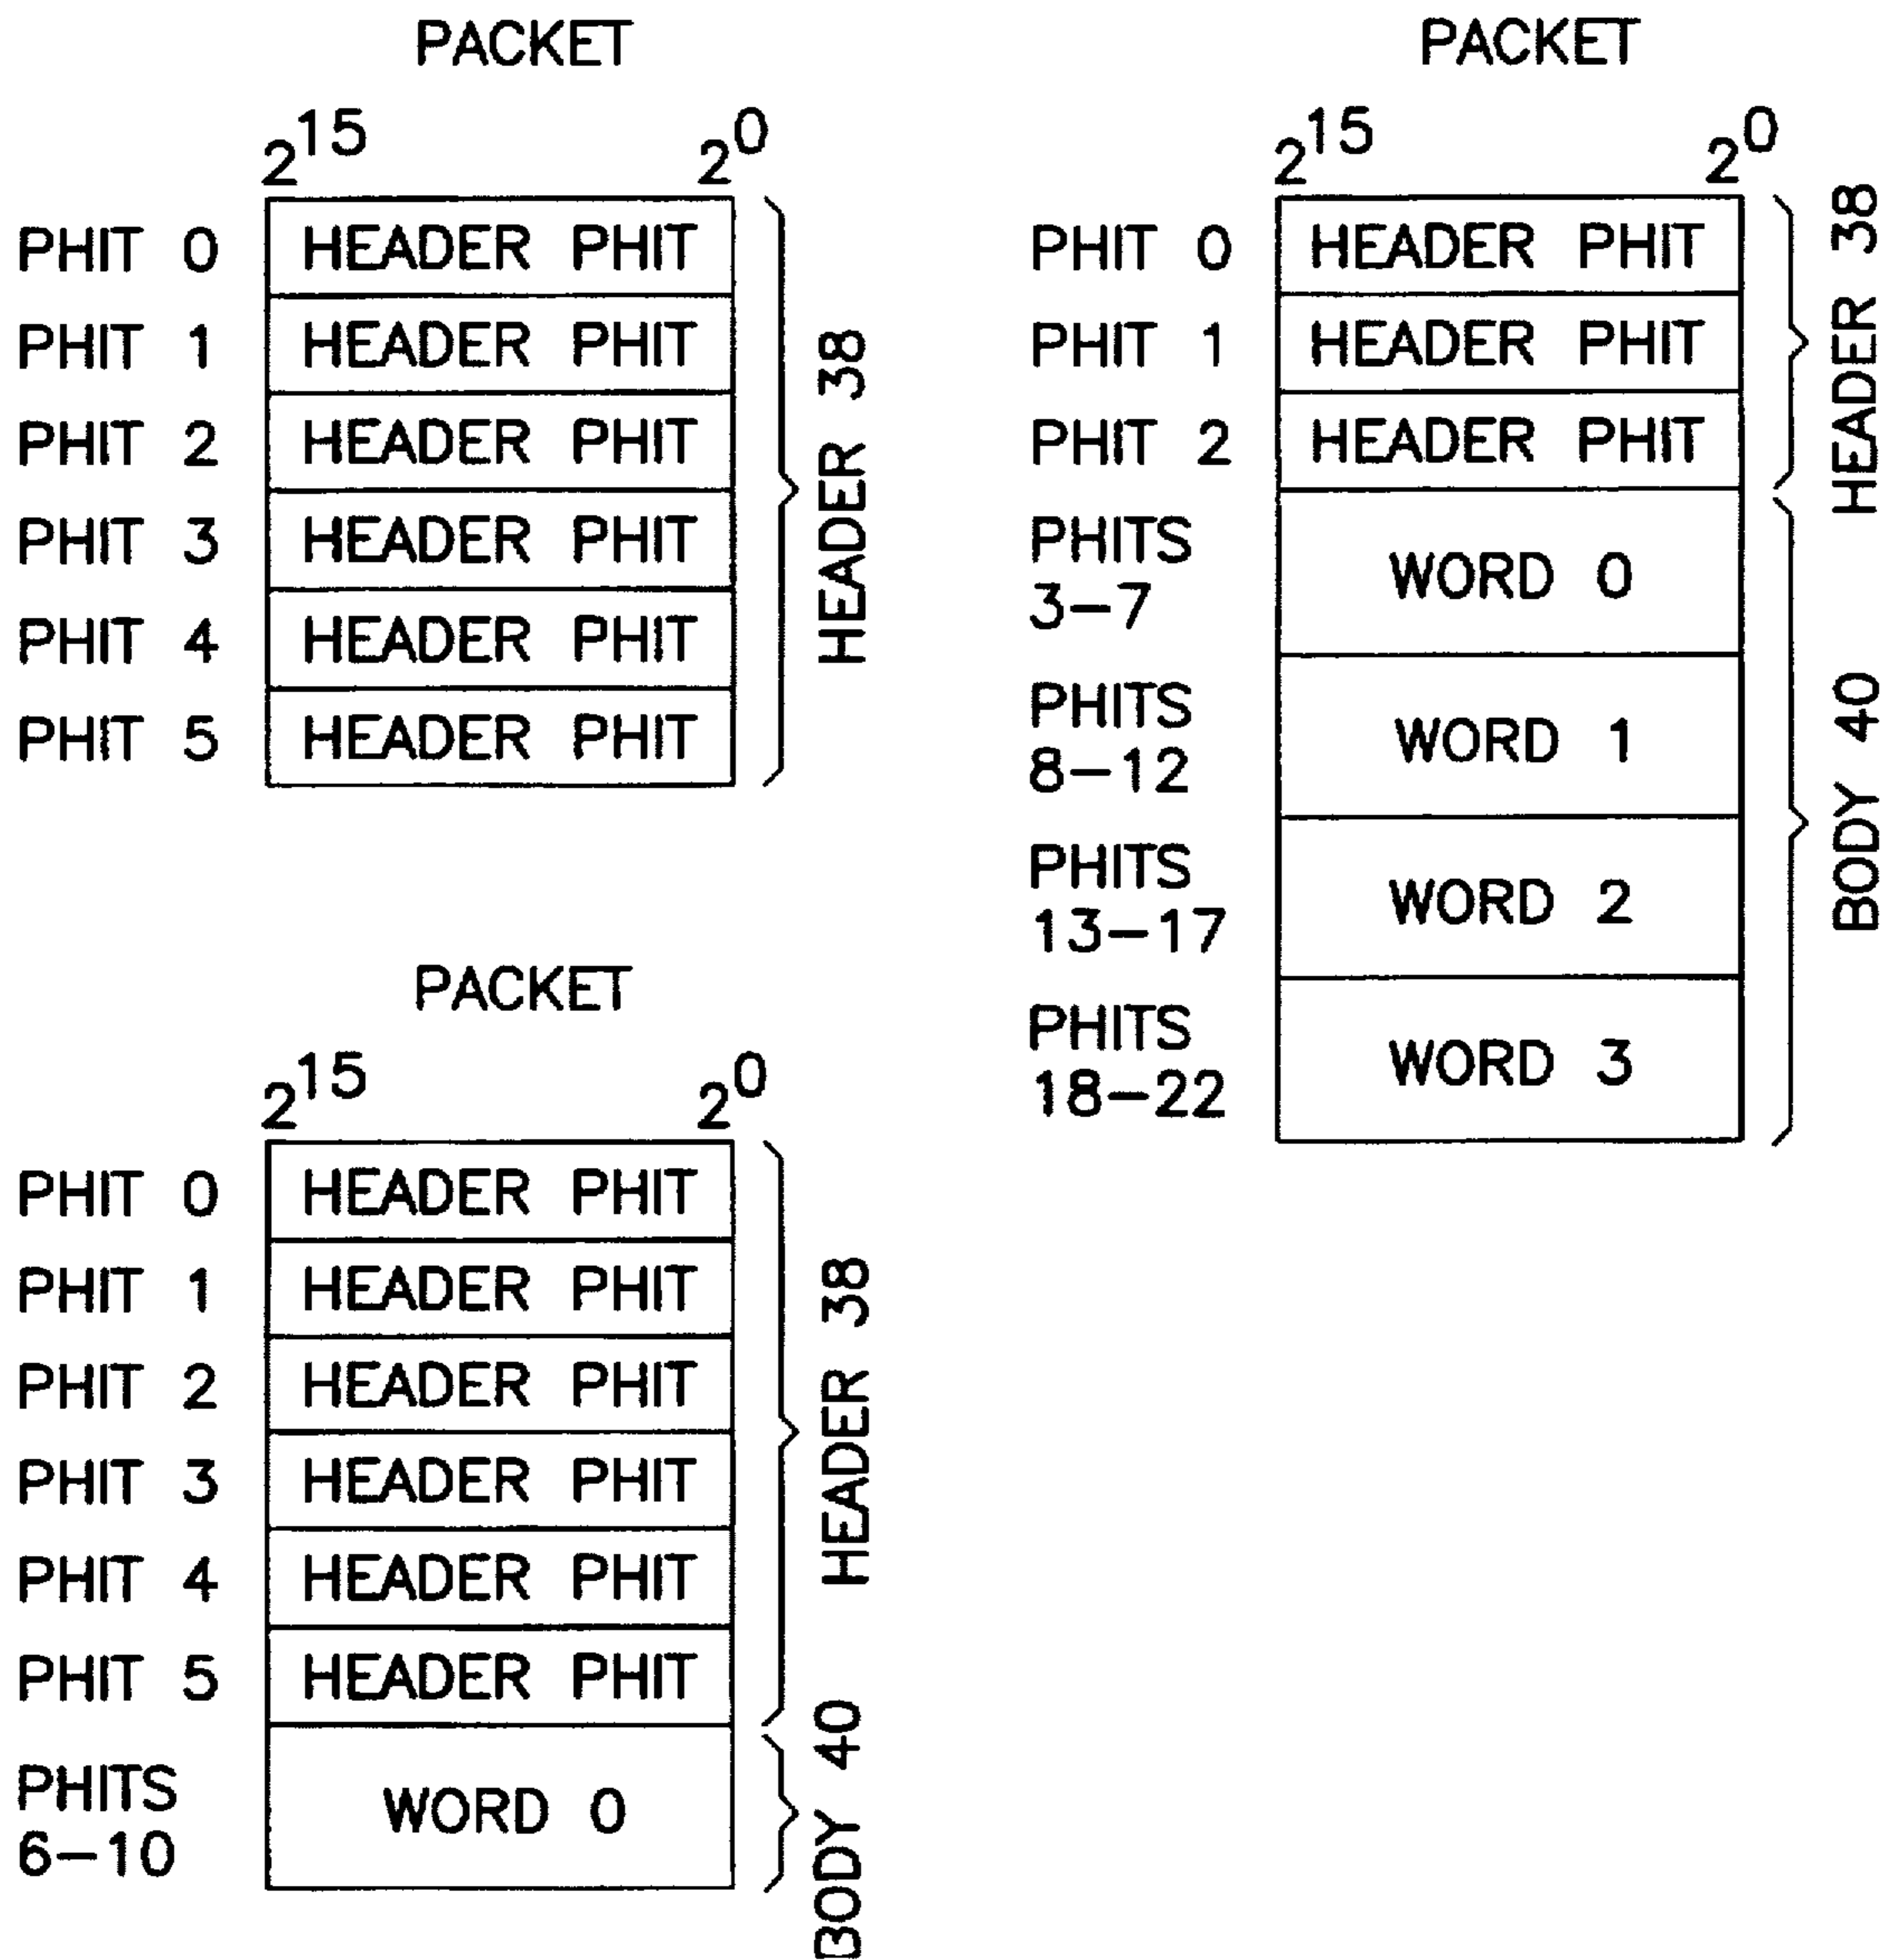 PACKET
2^15 2^0
PHIT 0 HEADER PHIT
PHIT 1 HEADER PHIT
PHIT 2 HEADER PHIT
PHIT 3 HEADER PHIT
PHIT 4 HEADER PHIT
PHIT 5 HEADER PHIT
HEADER 38
PACKET
2^15 2^0
PHIT 0 HEADER PHIT
PHIT 1 HEADER PHIT
PHIT 2 HEADER PHIT
PHIT 3 HEADER PHIT
PHIT 4 HEADER PHIT
PHIT 5 HEADER PHIT
HEADER 38
PHITS
6-10
WORD 0
BODY 40
PACKET
2^15 2^0
PHIT 0 HEADER PHIT
PHIT 1 HEADER PHIT
PHIT 2 HEADER PHIT
HEADER 38
PHITS
3-7
WORD 0
PHITS
8-12
WORD 1
PHITS
13-17
WORD 2
PHITS
18-22
WORD 3
BODY 40